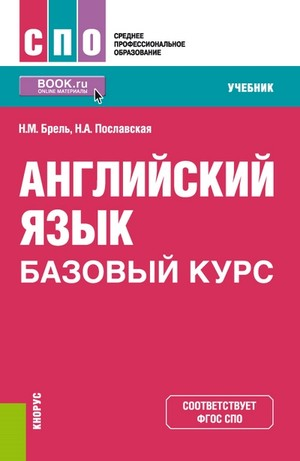 СПО
СРЕДНЕЕ
ПРОФЕССИОНАЛЬНОЕ
ОБРАЗОВАНИЕ
BOOK.ru
ONLINE МАТЕРИАЛЫ
УЧЕБНИК
Н.М. Брель, Н.А. Пославская
АНГЛИЙСКИЙ
ЯЗЫК
БАЗОВЫЙ КУРС
СООТВЕТСТВУЕТ
ФГОС СПО
КНОРУС